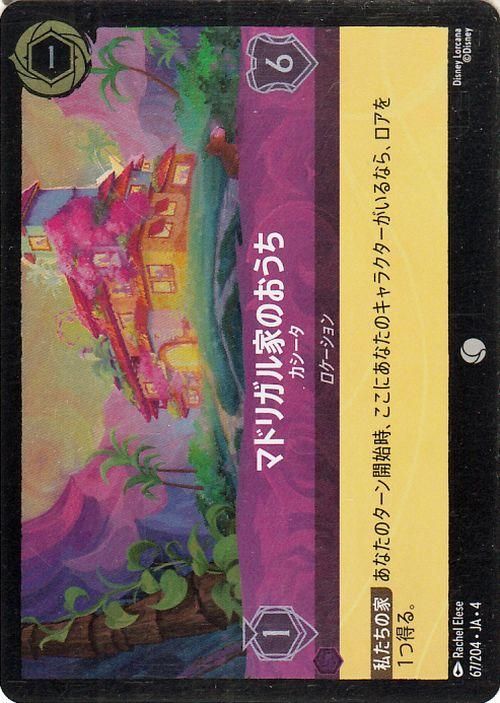 1
6
マドリガル家のおうち
カシータ
ロケーション
1
私たちの家 あなたのターン開始時、ここにあなたのキャラクターがいるなら、ロアを
1つ得る。
Rachel Elese
67/204・JA・4
Disney Lorcana
©Disney